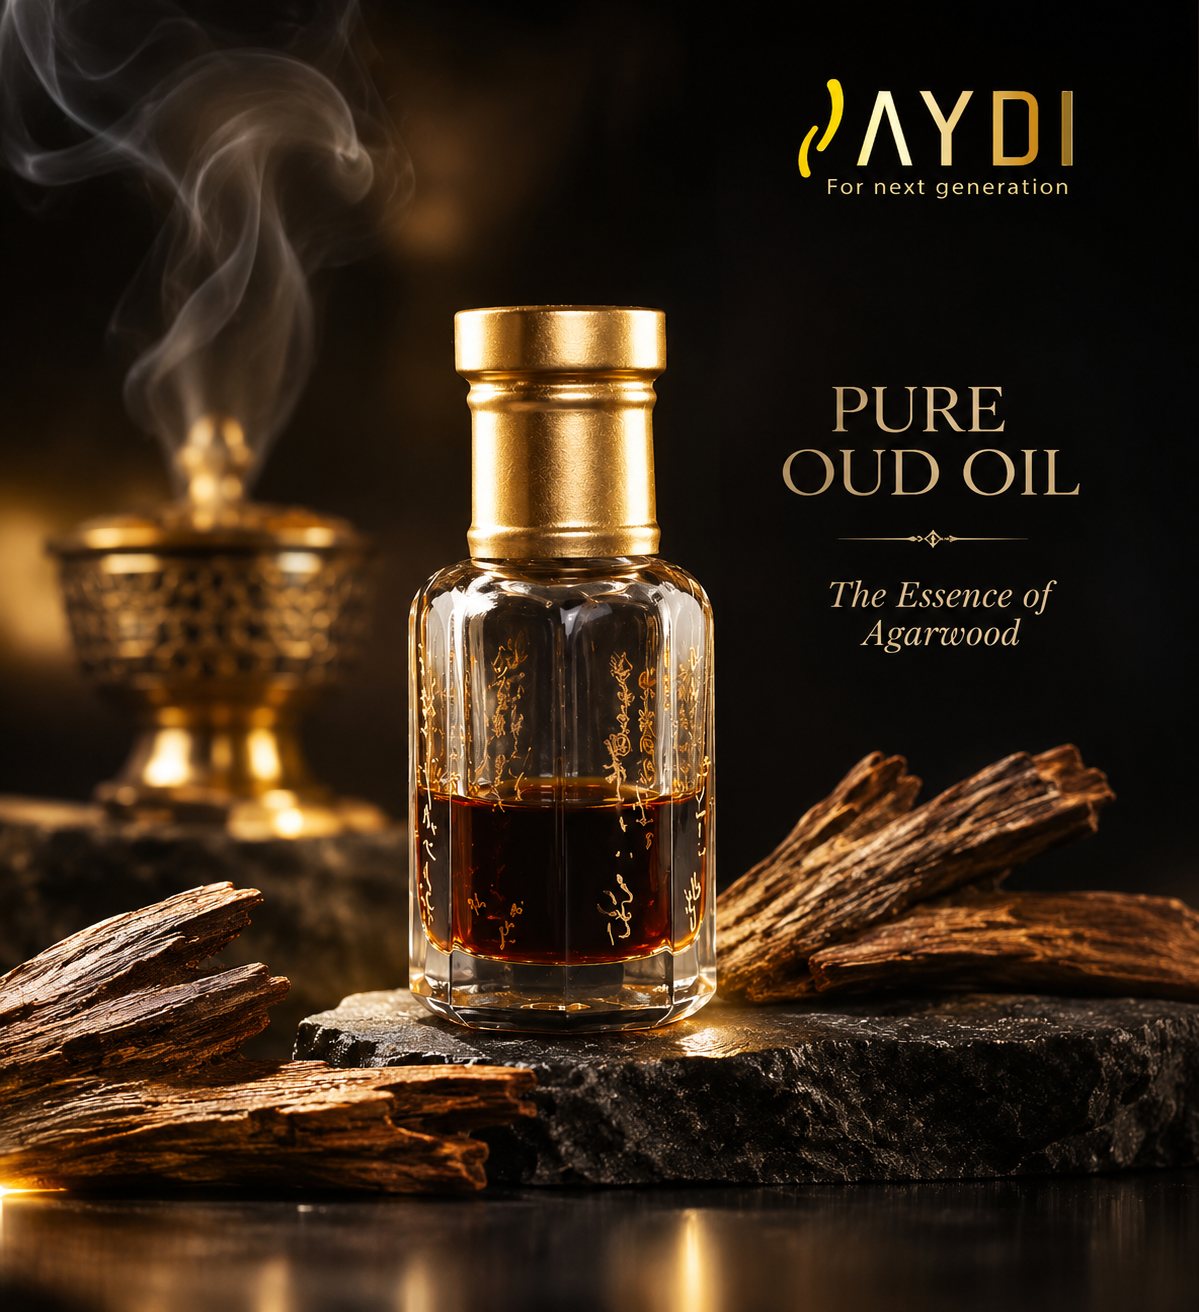 AYDI
For next generation
PURE
OUD OIL
The Essence of
Agarwood